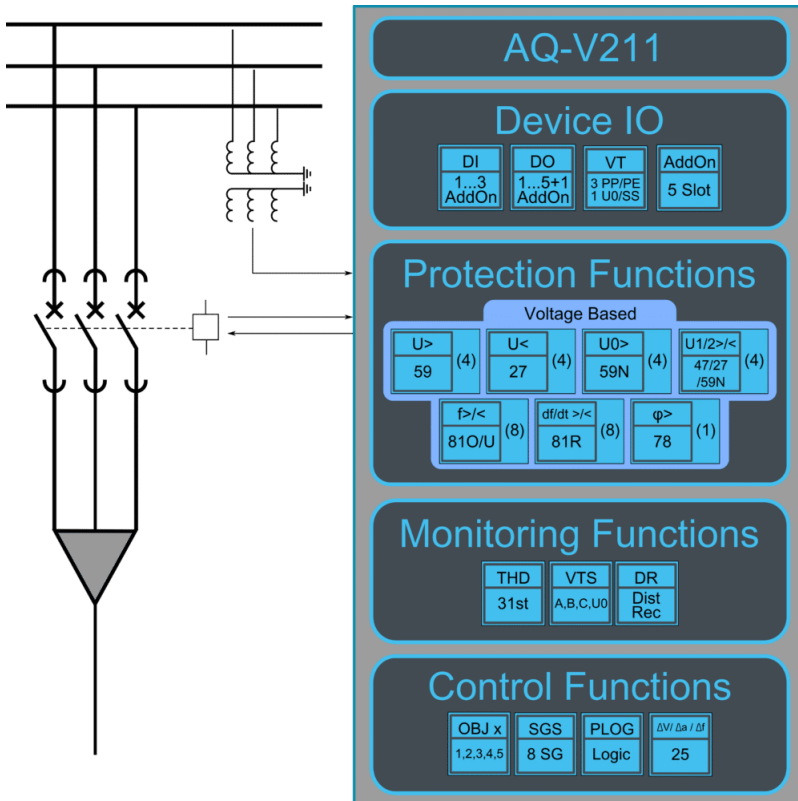 AQ-V211
Device IO
DI
1...3
AddOn
DO
1...5+1
AddOn
VT
3 PP/PE
1 U0/SS
AddOn
5 Slot
Protection Functions
Voltage Based
U>
59
(4)
U<
27
(4)
U0>
59N
(4)
U1/2>/<
47/27
/59N
(4)
f>/<
81O/U
(8)
df/dt >/<
81R
(8)
φ>
78
(1)
Monitoring Functions
THD
31st
VTS
A,B,C,U0
DR
Dist
Rec
Control Functions
OBJ x
1,2,3,4,5
SGS
8 SG
PLOG
Logic
ΔV/ Δa / Δf
25